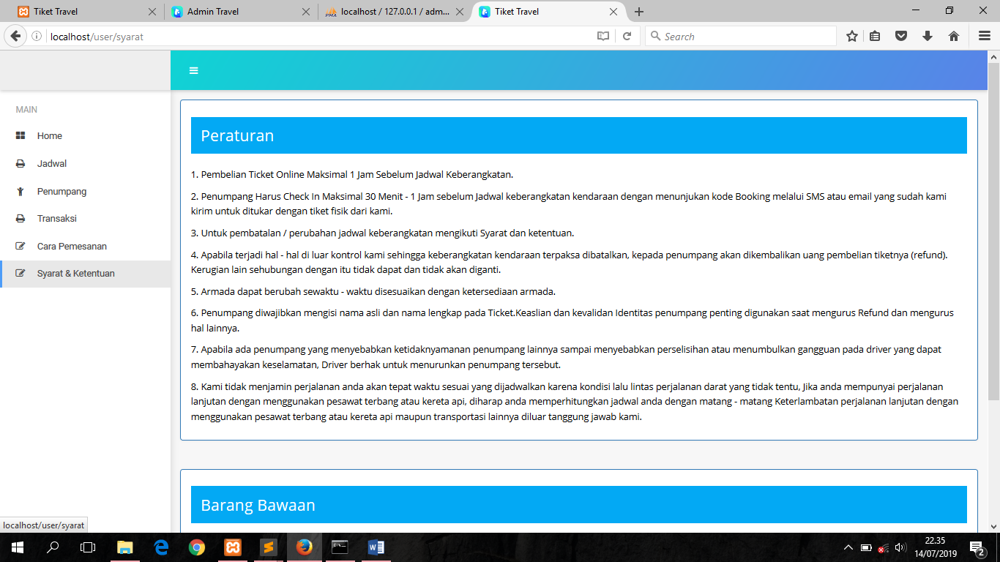 Tiket Travel
Admin Travel
localhost / 127.0.0.1 / adm...
Tiket Travel
localhost/user/syarat
Search
MAIN
Home
Jadwal
Penumpang
Transaksi
Cara Pemesanan
Syarat & Ketentuan
Peraturan
1. Pembelian Ticket Online Maksimal 1 Jam Sebelum Jadwal Keberangkatan.
2. Penumpang Harus Check In Maksimal 30 Menit - 1 Jam sebelum Jadwal keberangkatan kendaraan dengan menunjukan kode Booking melalui SMS atau email yang sudah kami
kirim untuk ditukar dengan tiket fisik dari kami.
3. Untuk pembatalan / perubahan jadwal keberangkatan mengikuti Syarat dan ketentuan.
4. Apabila terjadi hal - hal di luar kontrol kami sehingga keberangkatan kendaraan terpaksa dibatalkan, kepada penumpang akan dikembalikan uang pembelian tiketnya (refund).
Kerugian lain sehubungan dengan itu tidak dapat dan tidak akan diganti.
5. Armada dapat berubah sewaktu - waktu disesuaikan dengan ketersediaan armada.
6. Penumpang diwajibkan mengisi nama asli dan nama lengkap pada Ticket.Keaslian dan kevalidan Identitas penumpang penting digunakan saat mengurus Refund dan mengurus
hal lainnya.
7. Apabila ada penumpang yang menyebabkan ketidaknyamanan penumpang lainnya sampai menyebabkan perselisihan atau menumbulkan gangguan pada driver yang dapat
membahayakan keselamatan, Driver berhak untuk menurunkan penumpang tersebut.
8. Kami tidak menjamin perjalanan anda akan tepat waktu sesuai yang dijadwalkan karena kondisi lalu lintas perjalanan darat yang tidak tentu, Jika anda mempunyai perjalanan
lanjutan dengan menggunakan pesawat terbang atau kereta api, diharap anda memperhitungkan jadwal anda dengan matang - matang Keterlambatan perjalanan lanjutan dengan
menggunakan pesawat terbang atau kereta api maupun transportasi lainnya diluar tanggung jawab kami.
Barang Bawaan
localhost/user/syarat
22.35
14/07/2019
2